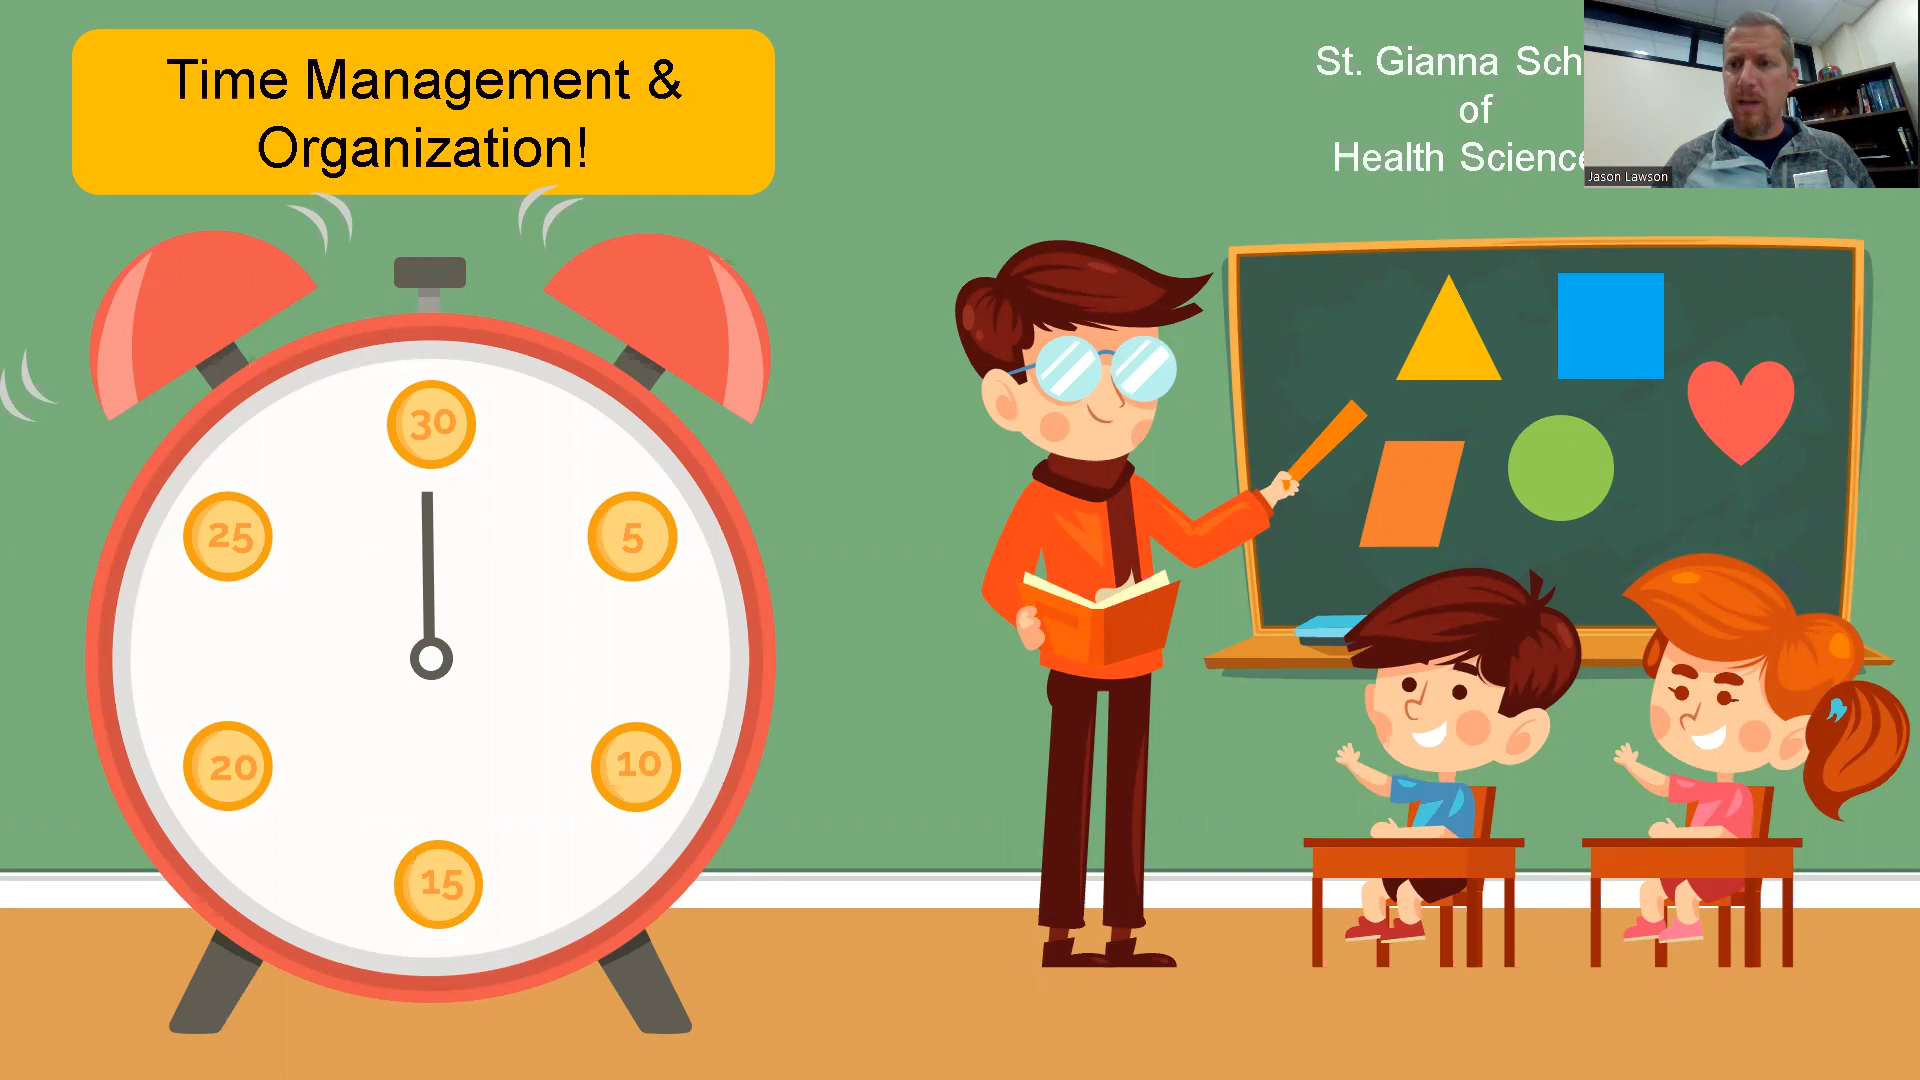 Time Management &
Organization!
St. Gianna Sch
of
Health Science
Jason Lawson
30
25
5
20
10
15